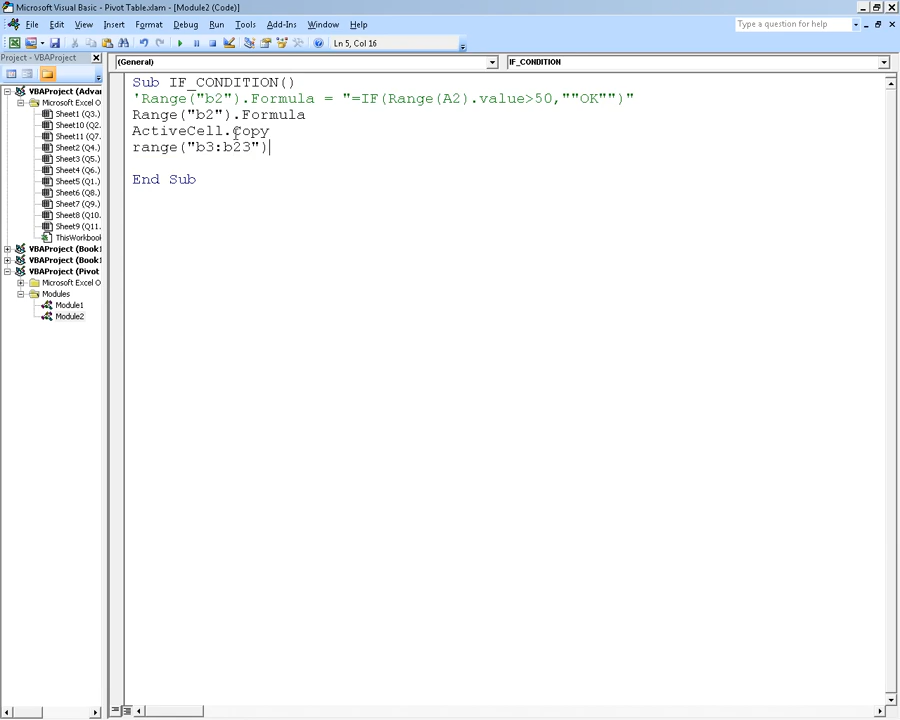 Microsoft Visual Basic - Pivot Table.xlam - [Module2 (Code)]
File Edit View Insert Format Debug Run Tools Add-Ins Window Help
Type a question for help
Ln 5, Col 16
Project - VBAProject
(General)
IF_CONDITION
VBAProject (Advar
Microsoft Excel O
Sheet1 (Q3.)
Sheet10 (Q2.
Sheet11 (Q7.
Sheet2 (Q4.)
Sheet3 (Q5.)
Sheet4 (Q6.)
Sheet5 (Q1.)
Sheet6 (Q8.)
Sheet7 (Q9.)
Sheet8 (Q10.
Sheet9 (Q11.
ThisWorkbook
VBAProject (Book1
VBAProject (Book1
VBAProject (Pivot
Microsoft Excel O
Modules
Module1
Module2
Sub IF_CONDITION()
'Range("b2").Formula = "=IF(Range(A2).value>50,""OK"")"
Range("b2").Formula
ActiveCell.Copy
range("b3:b23")
End Sub